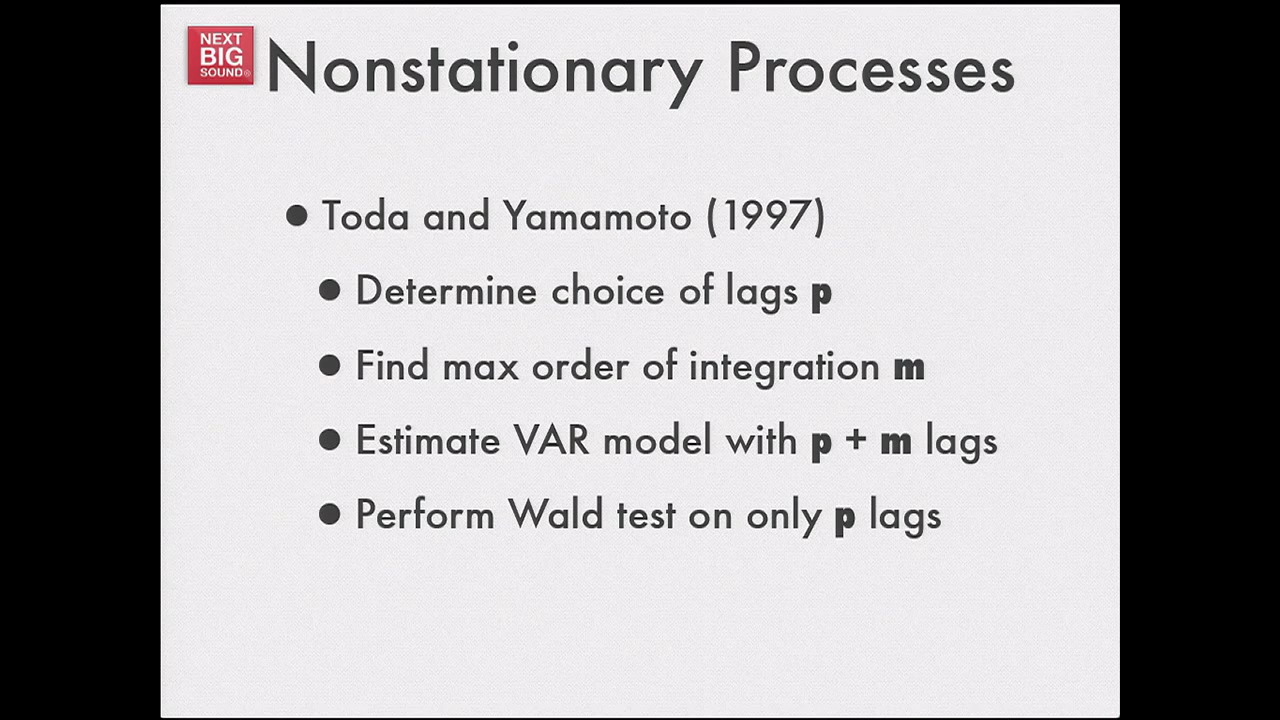 NEXT
BIG
SOUND®
Nonstationary Processes
• Toda and Yamamoto (1997)
• Determine choice of lags p
• Find max order of integration m
• Estimate VAR model with p + m lags
• Perform Wald test on only p lags